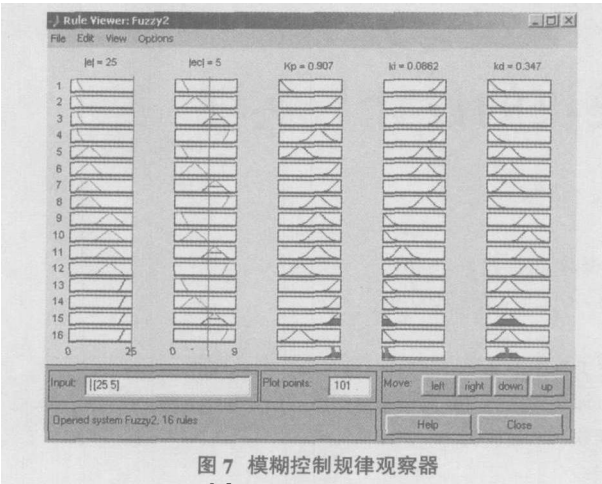 Rule Viewer: Fuzzy2
File Edit View Options
|e| = 25 |ec| = 5 Kp = 0.907 ki = 0.0862 kd = 0.347
1
2
3
4
5
6
7
8
9
10
11
12
13
14
15
16
0 25 0 9
Input: [[25 5] Plot points: 101 Move: left right down up
Opened system Fuzzy2, 16 rules Help Close
图 7 模糊控制规律观察器